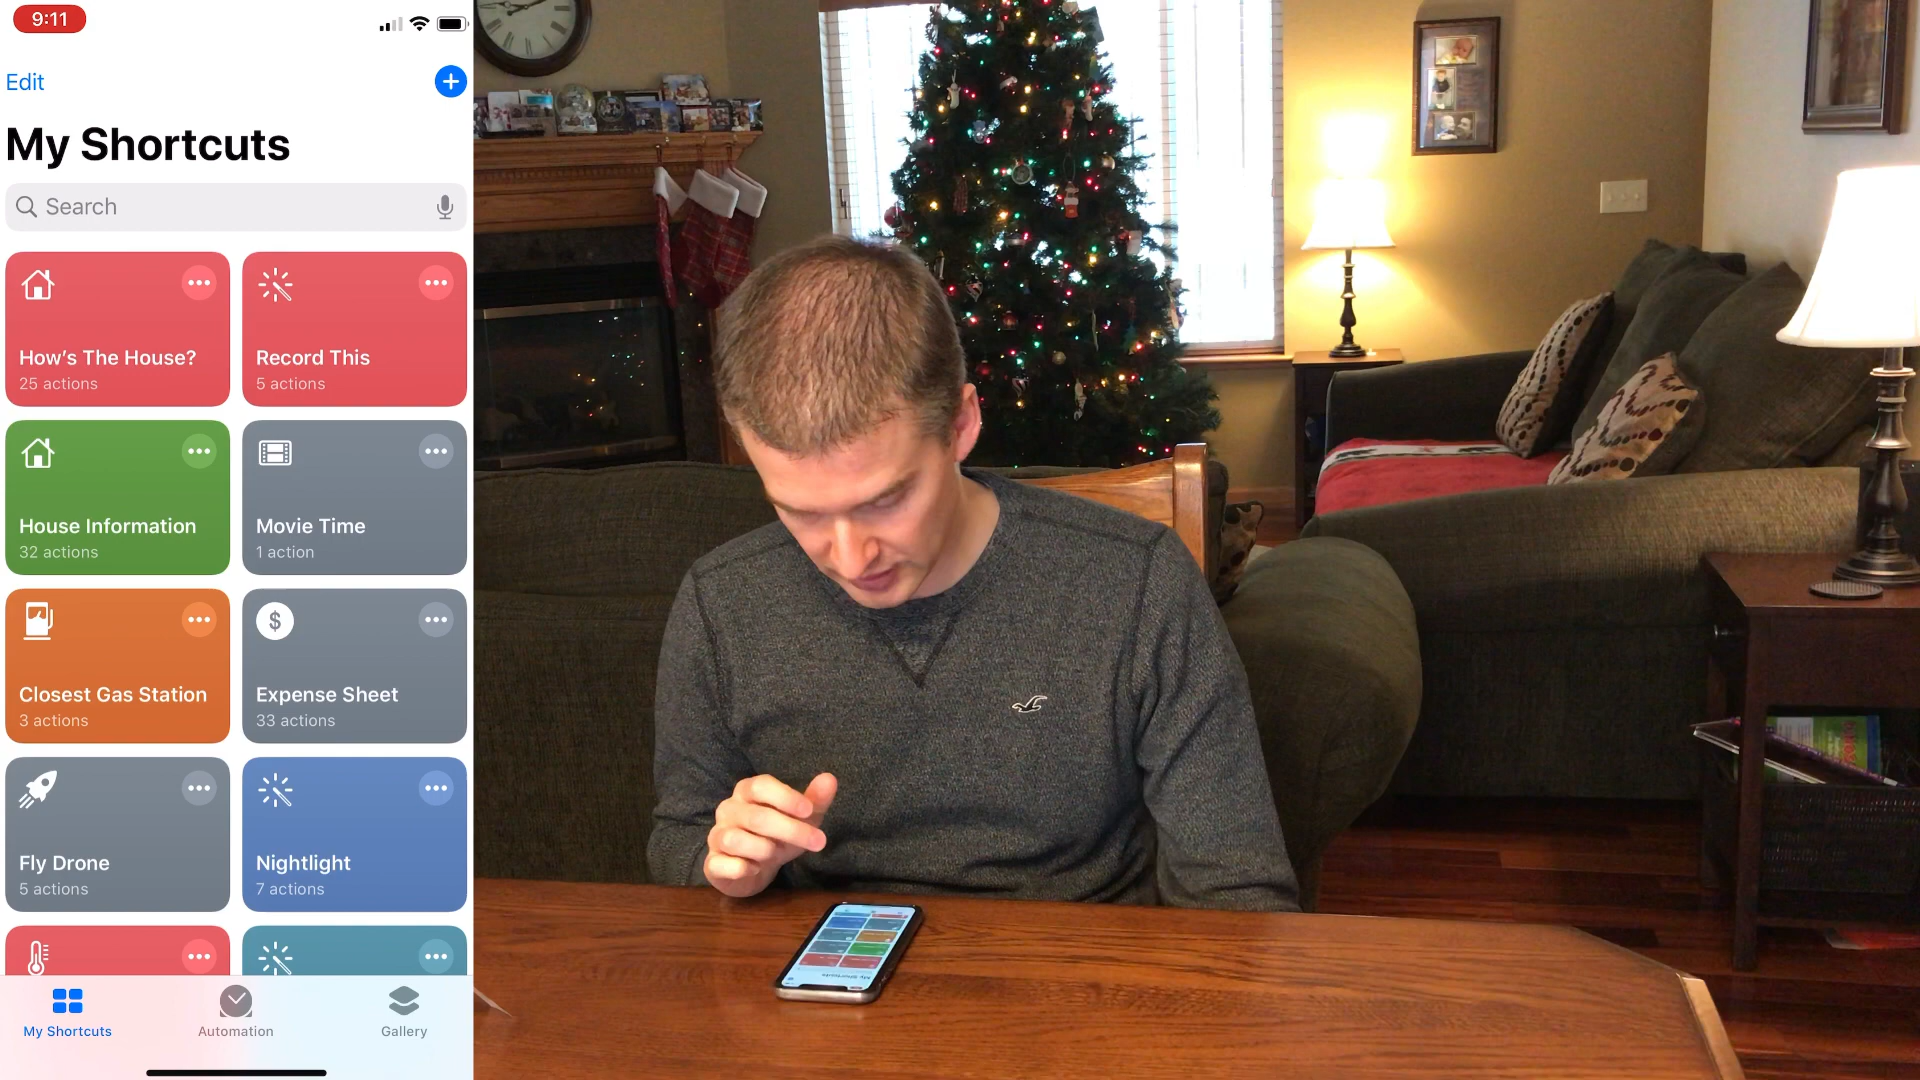 9:11
Edit
My Shortcuts
Search
How's The House?
25 actions
Record This
5 actions
House Information
32 actions
Movie Time
1 action
Closest Gas Station
3 actions
$
Expense Sheet
33 actions
Fly Drone
5 actions
Nightlight
7 actions
My Shortcuts
Automation
Gallery